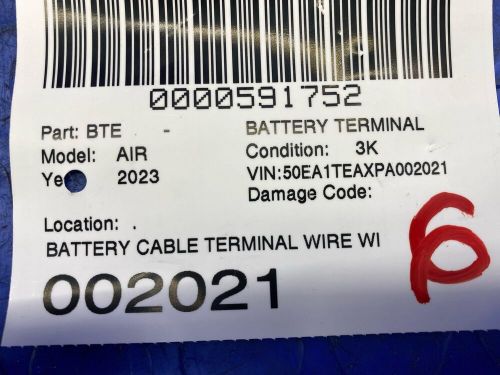 0000591752
Part: BTE - BATTERY TERMINAL
Model: AIR Condition: 3K
Ye 2023 VIN:50EA1TEAXPA002021
Damage Code:
Location: .
BATTERY CABLE TERMINAL WIRE WI
002021
6